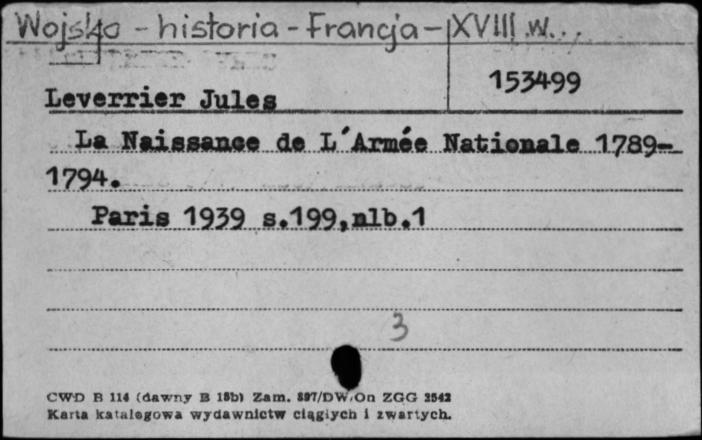 Wojsko - historia - Francja - XVIII w.
153499
Leverrier Jules
La Naissance de L'Armée Nationale 1789-
1794.
Paris 1939 s.199,nlb.1
3
CWD B 114 (dawny B 18b) Zam. 897/DW/On ZGG 2542
Karta katalogowa wydawnictw ciągłych i zwartych.